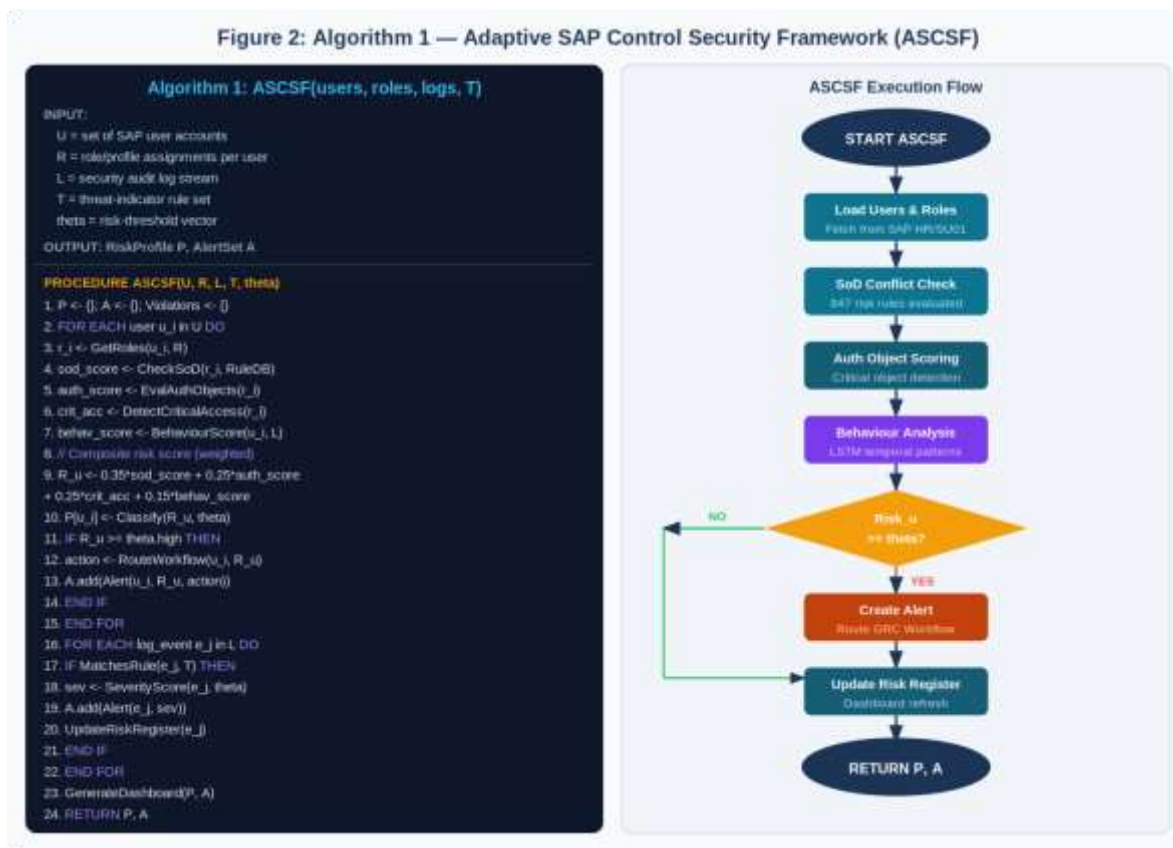 Figure 2: Algorithm 1 — Adaptive SAP Control Security Framework (ASCSF)
Algorithm 1: ASCSF(users, roles, logs, T)
INPUT:
U = set of SAP user accounts
R = role/profile assignments per user
L = security audit log stream
T = threat-indicator rule set
theta = risk-threshold vector
OUTPUT: RiskProfile P, AlertSet A
PROCEDURE ASCSF(U, R, L, T, theta)
1. P <- {}; A <- {}; Violations <- {}
2. FOR EACH user u_i in U DO
3. r_i <- GetRoles(u_i, R)
4. sod_score <- CheckSoD(r_i, RuleDB)
5. auth_score <- EvalAuthObjects(r_i)
6. crit_acc <- DetectCriticalAccess(r_i)
7. behav_score <- BehaviourScore(u_i, L)
8. // Composite risk score (weighted)
9. R_u <- 0.35*sod_score + 0.25*auth_score
+ 0.25*crit_acc + 0.15*behav_score
10. P[u_i] <- Classify(R_u, theta)
11. IF R_u >= theta.high THEN
12. action <- RouteWorkflow(u_i, R_u)
13. A.add(Alert(u_i, R_u, action))
14. END IF
15. END FOR
16. FOR EACH log_event e_j in L DO
17. IF MatchesRule(e_j, T) THEN
18. sev <- SeverityScore(e_j, theta)
19. A.add(Alert(e_j, sev))
20. UpdateRiskRegister(e_j)
21. END IF
22. END FOR
23. GenerateDashboard(P, A)
24. RETURN P, A
ASCSF Execution Flow
START ASCSF
Load Users & Roles
Fetch from SAP HR/SU01
SoD Conflict Check
847 risk rules evaluated
Auth Object Scoring
Critical object detection
Behaviour Analysis
LSTM temporal patterns
Risk_u
>= theta?
NO
YES
Create Alert
Route GRC Workflow
Update Risk Register
Dashboard refresh
RETURN P, A